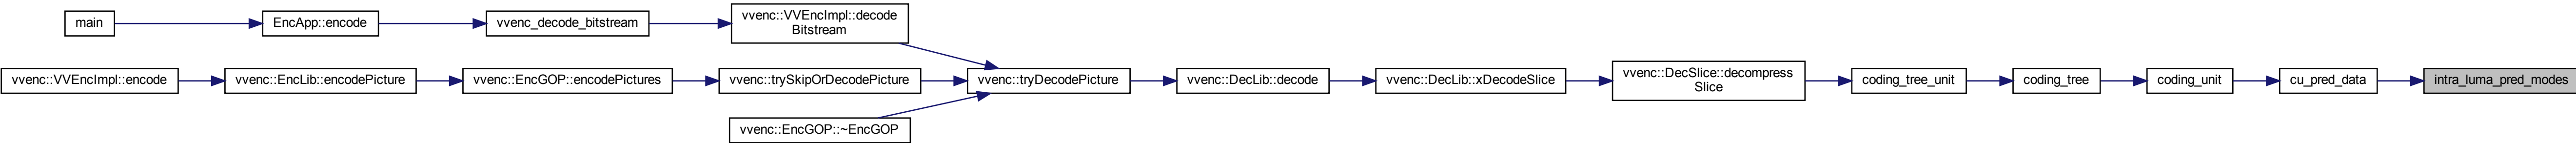 main
EncApp::encode
vvenc_decode_bitstream
vvenc::VVEncImpl::decode
Bitstream
vvenc::VVEncImpl::encode
vvenc::EncLib::encodePicture
vvenc::EncGOP::encodePictures
vvenc::trySkipOrDecodePicture
vvenc::tryDecodePicture
vvenc::DecLib::decode
vvenc::DecLib::xDecodeSlice
vvenc::DecSlice::decompress
Slice
coding_tree_unit
coding_tree
coding_unit
cu_pred_data
intra_luma_pred_modes
vvenc::EncGOP::~EncGOP